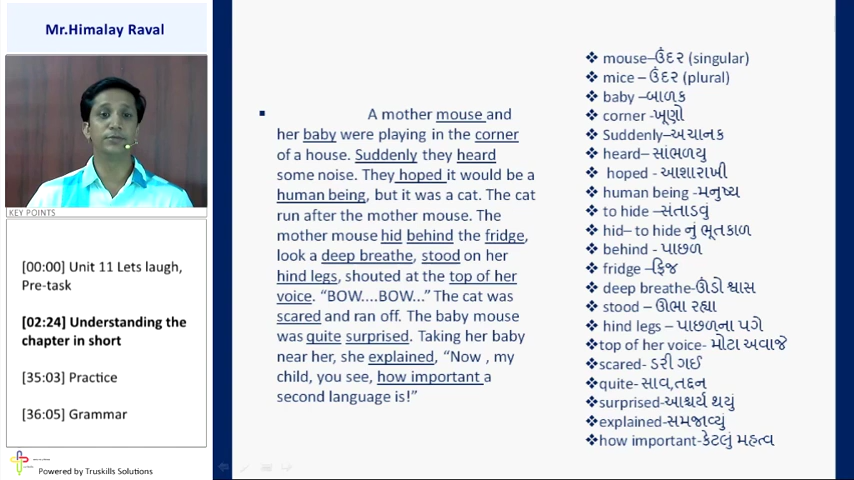 Mr.Himalay Raval
KEY POINTS
[00:00] Unit 11 Lets laugh,
Pre-task
[02:24] Understanding the
chapter in short
[35:03] Practice
[36:05] Grammar
Powered by Truskills Solutions
A mother mouse and
her baby were playing in the corner
of a house. Suddenly they heard
some noise. They hoped it would be a
human being, but it was a cat. The cat
run after the mother mouse. The
mother mouse hid behind the fridge,
look a deep breathe, stood on her
hind legs, shouted at the top of her
voice. “BOW....BOW...” The cat was
scared and ran off. The baby mouse
was quite surprised. Taking her baby
near her, she explained, “Now , my
child, you see, how important a
second language is!”
❖ mouse–ઉંદર (singular)
❖ mice – ઉંદર (plural)
❖ baby –બાળક
❖ corner -ખૂણો
❖ Suddenly–અચાનક
❖ heard– સાંભળયુ
❖ hoped - આશારાખી
❖ human being -મનુષ્ય
❖ to hide –સંતાડવું
❖ hid– to hide નું ભૂતકાળ
❖ behind - પાછળ
❖ fridge –ફ્રિજ
❖ deep breathe-ઊંડો શ્વાસ
❖ stood – ઊભા રહ્યા
❖ hind legs – પાછળના પગે
❖ top of her voice- મોટા અવાજે
❖ scared- ડરી ગઈ
❖ quite- સાવ,તદ્દન
❖ surprised-આશ્ચર્ય થયું
❖ explained-સમજાવ્યું
❖ how important-કેટલું મહત્વ